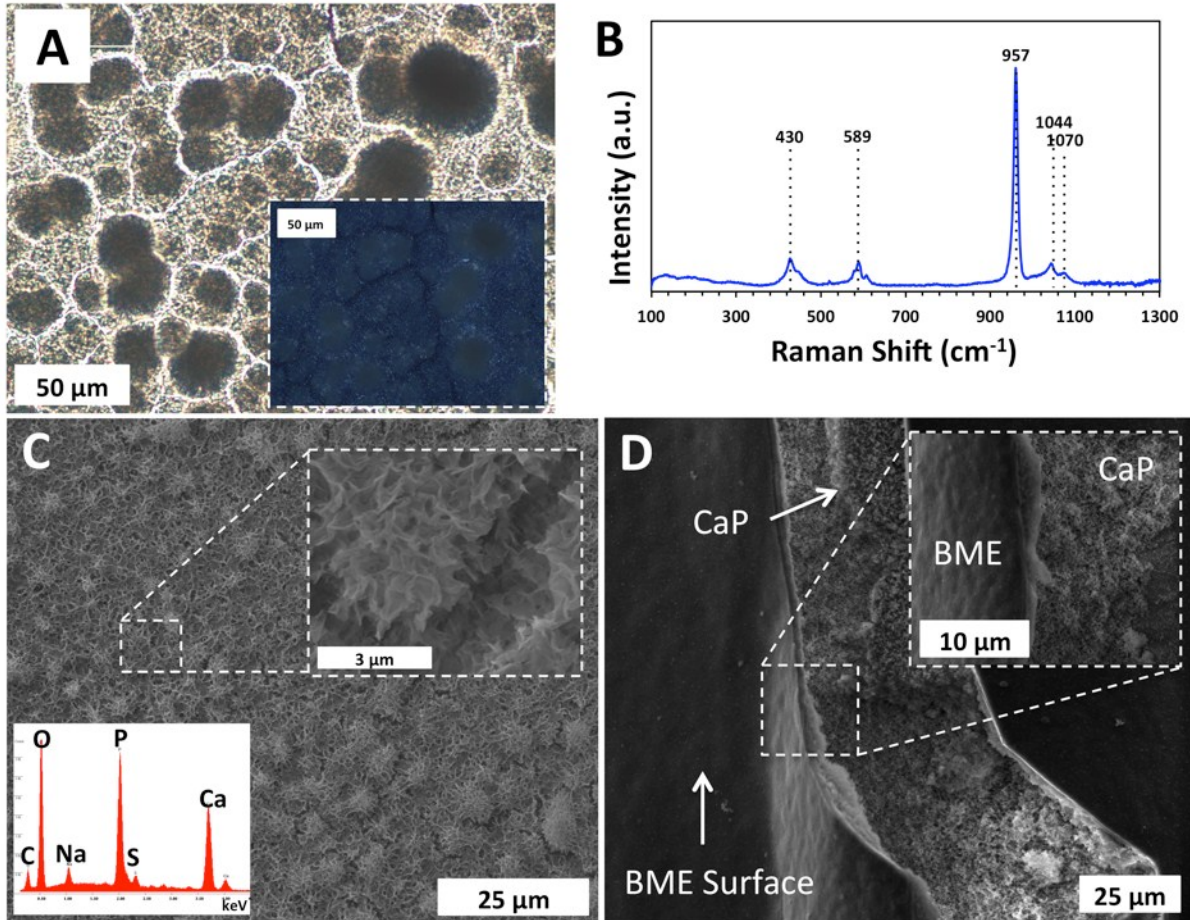 A
50 μm
50 μm
B
Intensity (a.u.)
957
1044
1070
430
589
100 300 500 700 900 1100 1300
Raman Shift (cm⁻¹)
C
3 μm
O
P
Ca
C
Na
S
keV
25 μm
D
CaP
CaP
BME
10 μm
BME Surface
25 μm